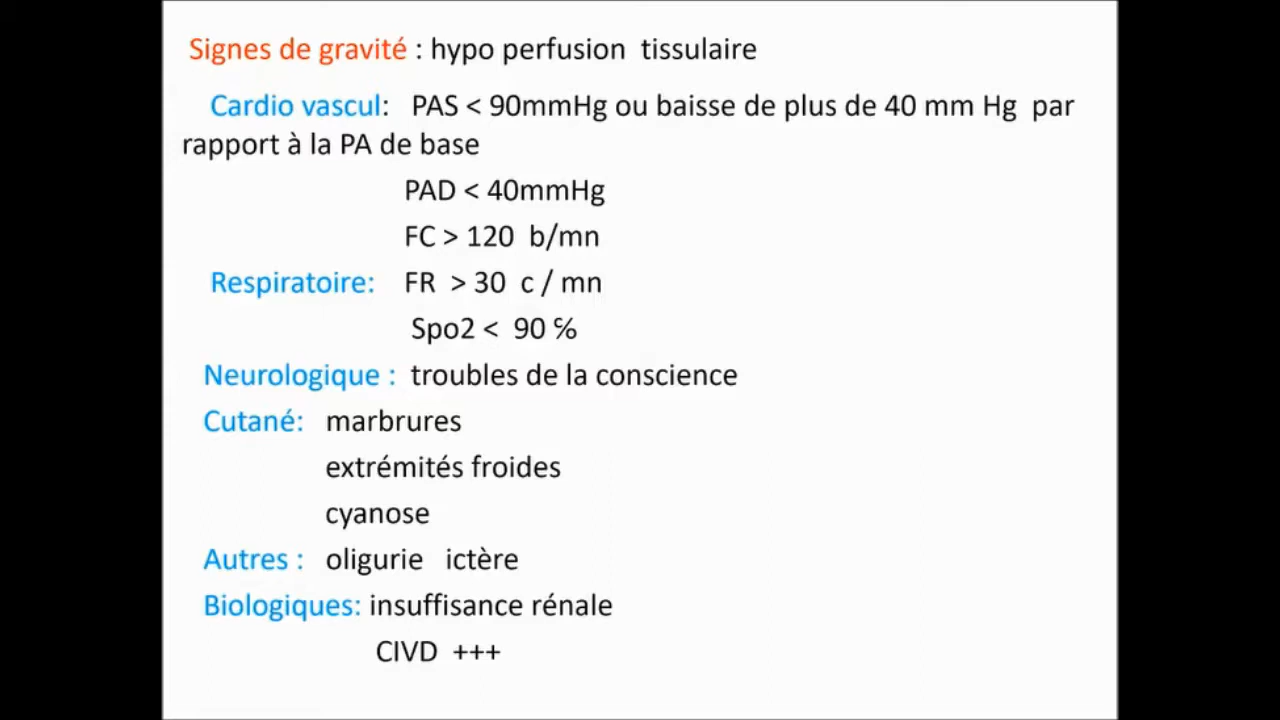 Signes de gravité : hypo perfusion tissulaire
Cardio vascul: PAS < 90mmHg ou baisse de plus de 40 mm Hg par
rapport à la PA de base
PAD < 40mmHg
FC > 120 b/mn
Respiratoire: FR > 30 c / mn
Spo2 < 90 ℅
Neurologique : troubles de la conscience
Cutané: marbrures
extrémités froides
cyanose
Autres : oligurie ictère
Biologiques: insuffisance rénale
CIVD +++